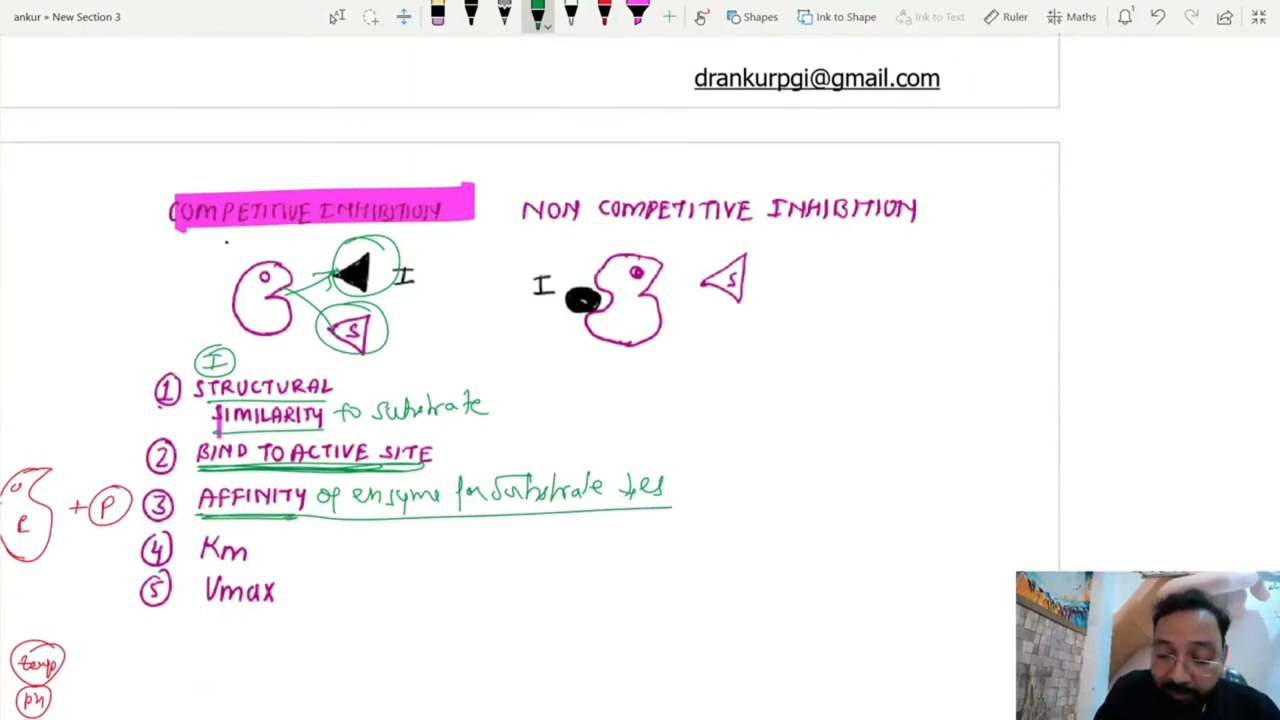 ankur » New Section 3
Shapes
Ink to Shape
Ink to Text
Ruler
Maths
drankurpgi@gmail.com
COMPETITIVE INHIBITION
NON COMPETITIVE INHIBITION
I
S
I
S
I
① STRUCTURAL
SIMILARITY to substrate
② BIND TO ACTIVE SITE
③ AFFINITY of enzyme for substrate ↓es
④ Km
⑤ Vmax
E
+ P
temp
pH